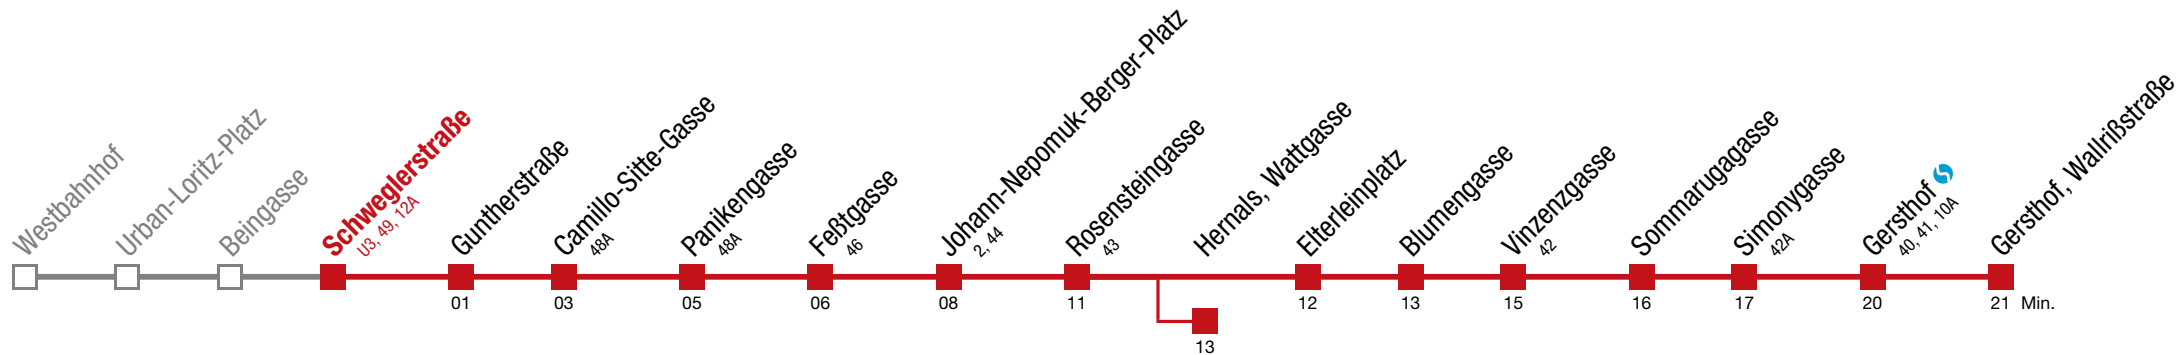 Westbahnhof
Urban-Loritz-Platz
Beingasse
Schweglerstraße
U3, 49, 12A
Guntherstraße
Camillo-Sitte-Gasse
48A
Panikengasse
48A
Feßtgasse
46
Johann-Nepomuk-Berger-Platz
2, 44
Rosensteingasse
43
Hernals, Wattgasse
Elterleinplatz
Blumengasse
Vinzenzgasse
42
Sommarugagasse
Simonygasse
42A
Gersthof
40, 41, 10A
Gersthof, Wallrißstraße
01 03 05 06 08 11 12 13 15 16 17 20 21 Min.
13